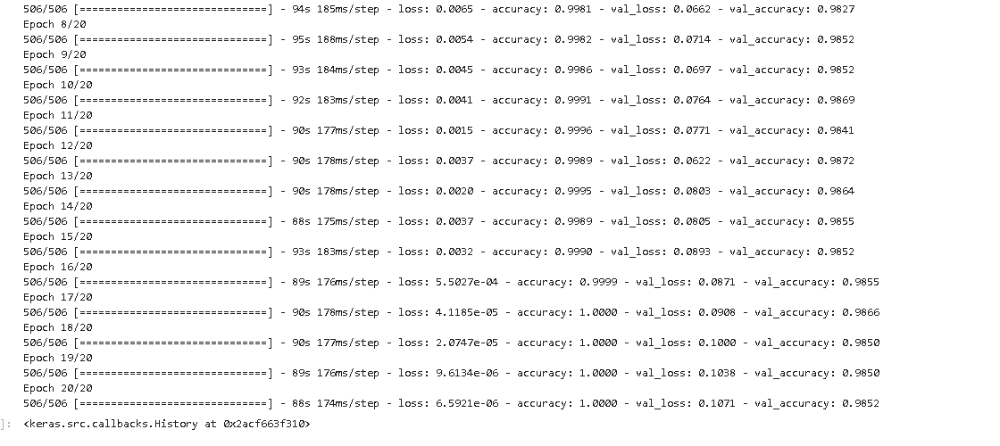 506/506 [==============================] - 94s 185ms/step - loss: 0.0065 - accuracy: 0.9981 - val_loss: 0.0662 - val_accuracy: 0.9827
Epoch 8/20
506/506 [==============================] - 95s 188ms/step - loss: 0.0054 - accuracy: 0.9982 - val_loss: 0.0714 - val_accuracy: 0.9852
Epoch 9/20
506/506 [==============================] - 93s 184ms/step - loss: 0.0045 - accuracy: 0.9986 - val_loss: 0.0697 - val_accuracy: 0.9852
Epoch 10/20
506/506 [==============================] - 92s 183ms/step - loss: 0.0041 - accuracy: 0.9991 - val_loss: 0.0764 - val_accuracy: 0.9869
Epoch 11/20
506/506 [==============================] - 90s 177ms/step - loss: 0.0015 - accuracy: 0.9996 - val_loss: 0.0771 - val_accuracy: 0.9841
Epoch 12/20
506/506 [==============================] - 90s 178ms/step - loss: 0.0037 - accuracy: 0.9989 - val_loss: 0.0622 - val_accuracy: 0.9872
Epoch 13/20
506/506 [==============================] - 90s 178ms/step - loss: 0.0020 - accuracy: 0.9995 - val_loss: 0.0803 - val_accuracy: 0.9864
Epoch 14/20
506/506 [==============================] - 88s 175ms/step - loss: 0.0037 - accuracy: 0.9989 - val_loss: 0.0805 - val_accuracy: 0.9855
Epoch 15/20
506/506 [==============================] - 93s 183ms/step - loss: 0.0032 - accuracy: 0.9990 - val_loss: 0.0893 - val_accuracy: 0.9852
Epoch 16/20
506/506 [==============================] - 89s 176ms/step - loss: 5.5027e-04 - accuracy: 0.9999 - val_loss: 0.0871 - val_accuracy: 0.9855
Epoch 17/20
506/506 [==============================] - 90s 178ms/step - loss: 4.1185e-05 - accuracy: 1.0000 - val_loss: 0.0908 - val_accuracy: 0.9866
Epoch 18/20
506/506 [==============================] - 90s 177ms/step - loss: 2.0747e-05 - accuracy: 1.0000 - val_loss: 0.1000 - val_accuracy: 0.9850
Epoch 19/20
506/506 [==============================] - 89s 176ms/step - loss: 9.6134e-06 - accuracy: 1.0000 - val_loss: 0.1038 - val_accuracy: 0.9850
Epoch 20/20
506/506 [==============================] - 88s 174ms/step - loss: 6.5921e-06 - accuracy: 1.0000 - val_loss: 0.1071 - val_accuracy: 0.9852
]: <keras.src.callbacks.History at 0x2acf663f310>